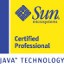 Sun
microsystems
Certified
Professional
JAVA™ TECHNOLOGY